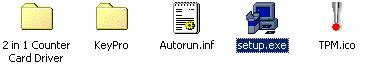 2 in 1 Counter
Card Driver
KeyPro
Autorun.inf
setup.exe
TPM.ico